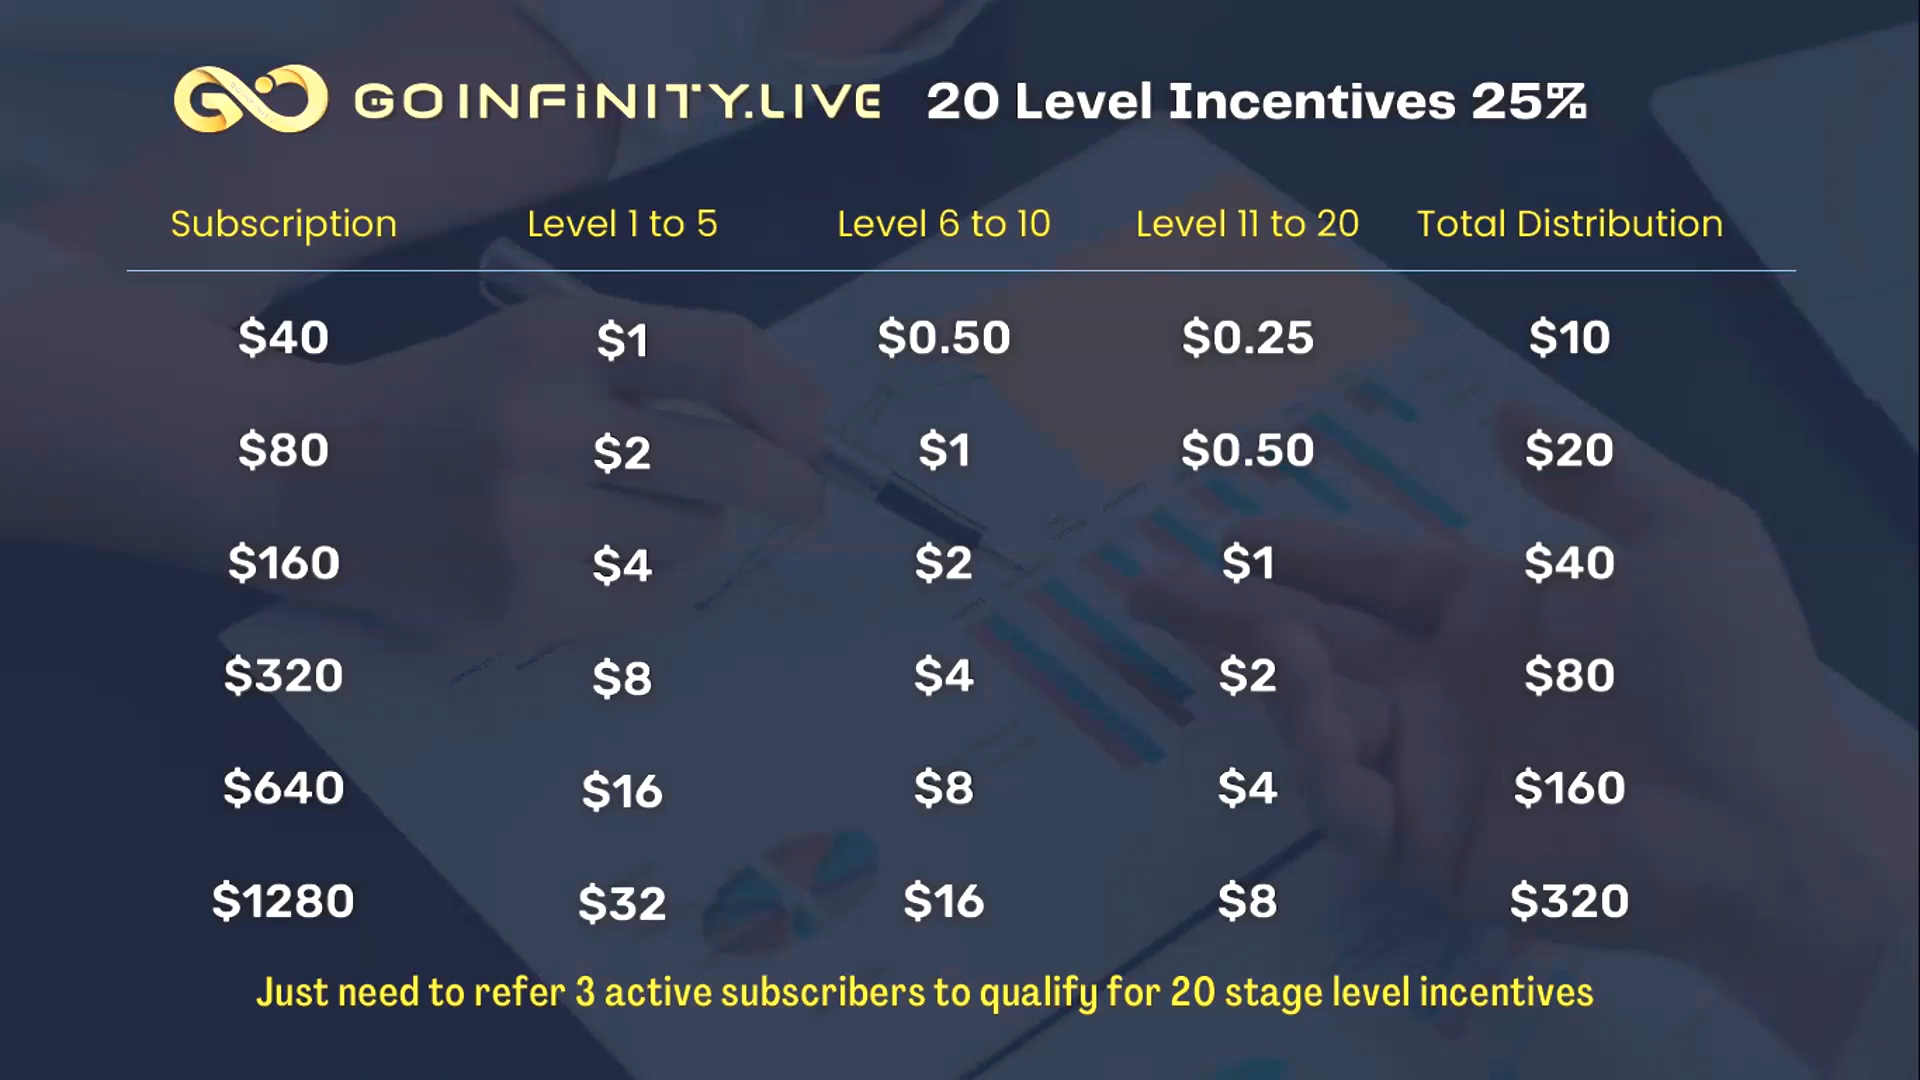 GOINFINITY.LIVE 20 Level Incentives 25%
Subscription Level 1 to 5 Level 6 to 10 Level 11 to 20 Total Distribution
$40 $1 $0.50 $0.25 $10
$80 $2 $1 $0.50 $20
$160 $4 $2 $1 $40
$320 $8 $4 $2 $80
$640 $16 $8 $4 $160
$1280 $32 $16 $8 $320
Just need to refer 3 active subscribers to qualify for 20 stage level incentives